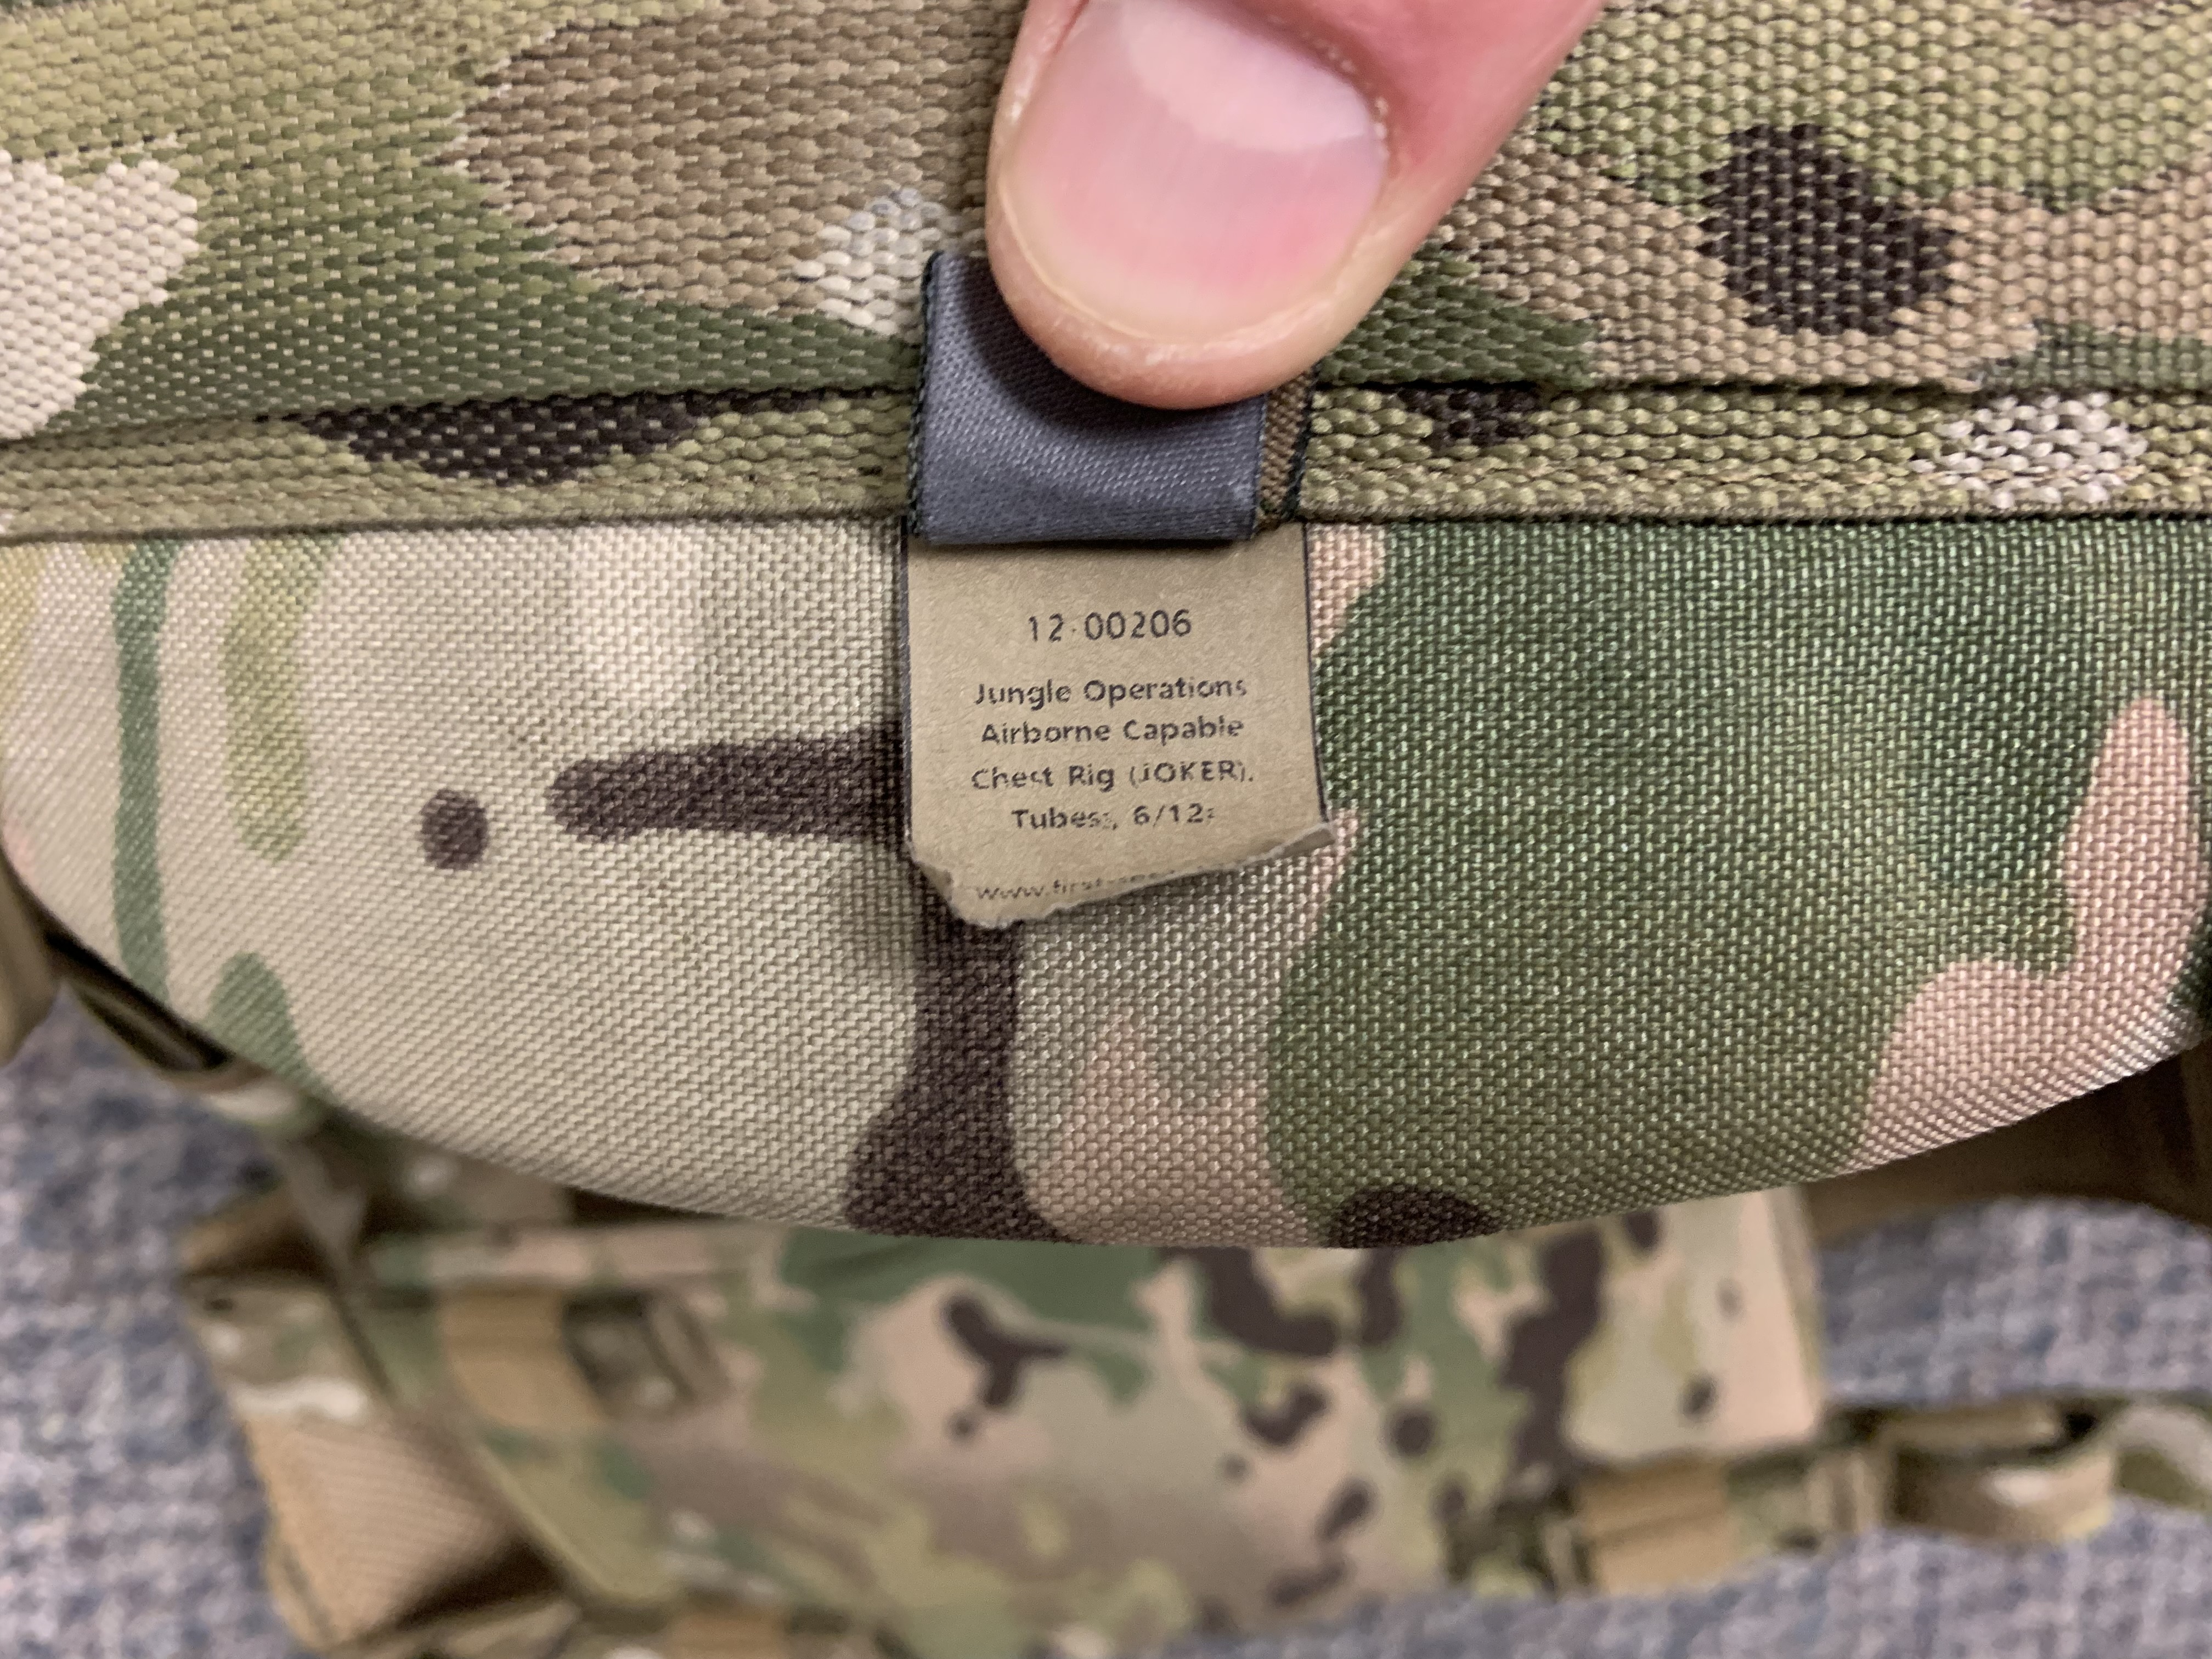 12-00206
Jungle Operations
Airborne Capable
Chest Rig (JOKER),
Tubes, 6/12